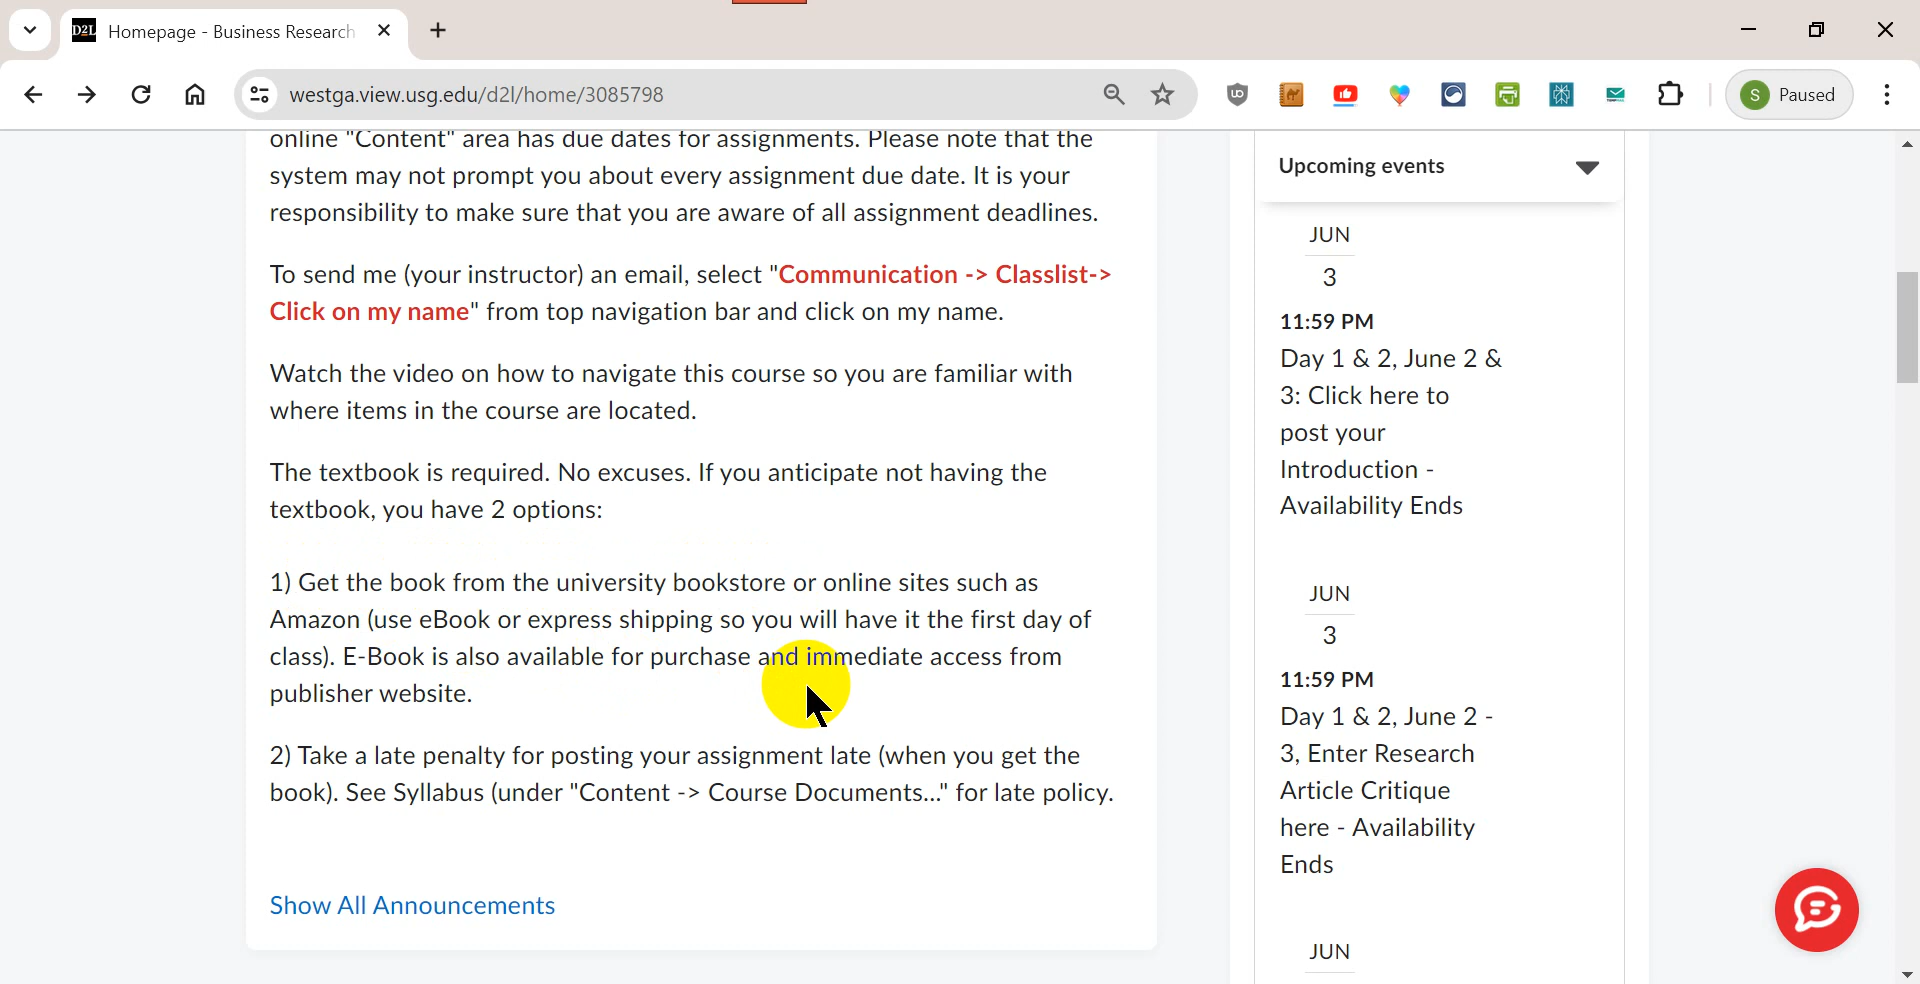 D2L Homepage - Business Research
westga.view.usg.edu/d2l/home/3085798
S Paused
online "Content" area has due dates for assignments. Please note that the
system may not prompt you about every assignment due date. It is your
responsibility to make sure that you are aware of all assignment deadlines.
To send me (your instructor) an email, select "Communication -> Classlist->
Click on my name" from top navigation bar and click on my name.
Watch the video on how to navigate this course so you are familiar with
where items in the course are located.
The textbook is required. No excuses. If you anticipate not having the
textbook, you have 2 options:
1) Get the book from the university bookstore or online sites such as
Amazon (use eBook or express shipping so you will have it the first day of
class). E-Book is also available for purchase and immediate access from
publisher website.
2) Take a late penalty for posting your assignment late (when you get the
book). See Syllabus (under "Content -> Course Documents..." for late policy.
Show All Announcements
Upcoming events
JUN
3
11:59 PM
Day 1 & 2, June 2 &
3: Click here to
post your
Introduction -
Availability Ends
JUN
3
11:59 PM
Day 1 & 2, June 2 -
3, Enter Research
Article Critique
here - Availability
Ends
JUN